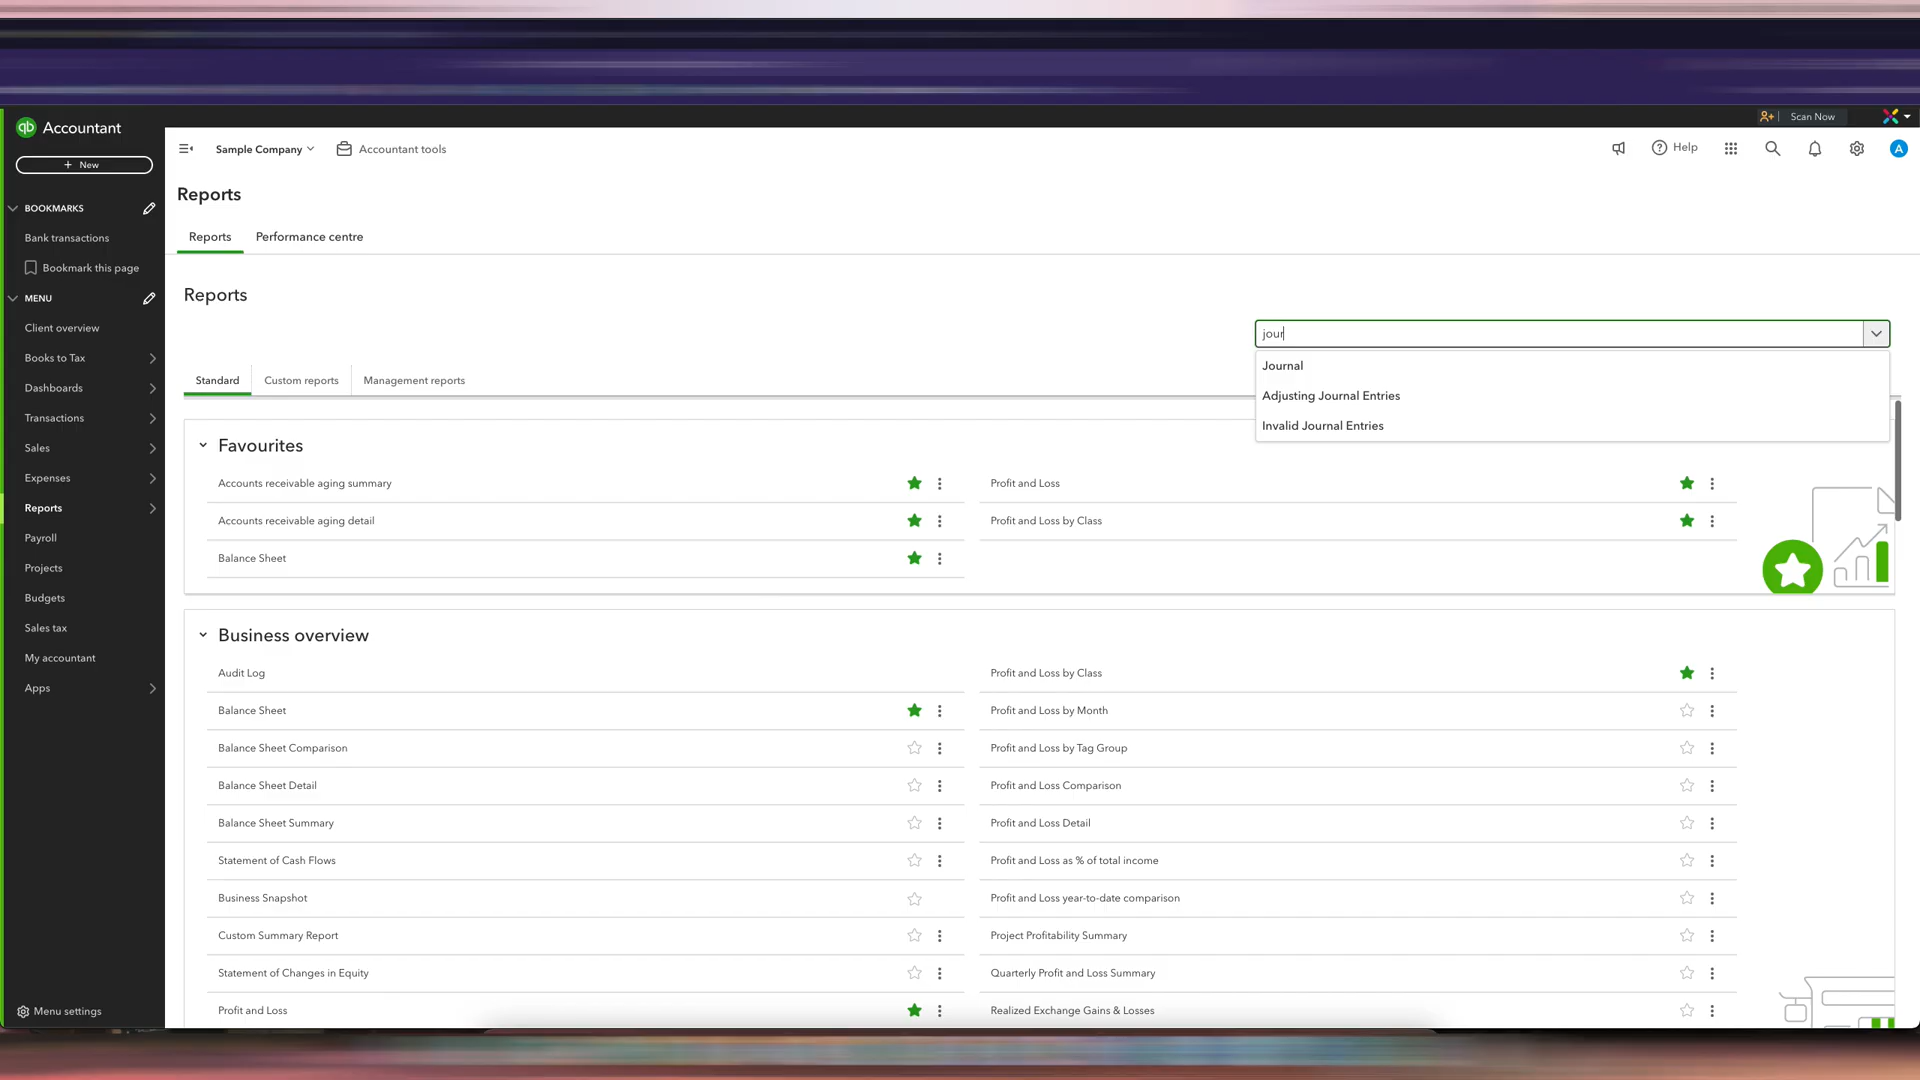 qb Accountant
Scan Now
+ New
Sample Company
Accountant tools
Help
A
BOOKMARKS
Bank transactions
Bookmark this page
MENU
Client overview
Books to Tax
Dashboards
Transactions
Sales
Expenses
Reports
Payroll
Projects
Budgets
Sales tax
My accountant
Apps
Menu settings
Reports
Reports
Performance centre
Reports
jour
Journal
Adjusting Journal Entries
Invalid Journal Entries
Standard
Custom reports
Management reports
Favourites
Accounts receivable aging summary
Accounts receivable aging detail
Balance Sheet
Profit and Loss
Profit and Loss by Class
Business overview
Audit Log
Balance Sheet
Balance Sheet Comparison
Balance Sheet Detail
Balance Sheet Summary
Statement of Cash Flows
Business Snapshot
Custom Summary Report
Statement of Changes in Equity
Profit and Loss
Profit and Loss by Class
Profit and Loss by Month
Profit and Loss by Tag Group
Profit and Loss Comparison
Profit and Loss Detail
Profit and Loss as % of total income
Profit and Loss year-to-date comparison
Project Profitability Summary
Quarterly Profit and Loss Summary
Realized Exchange Gains & Losses